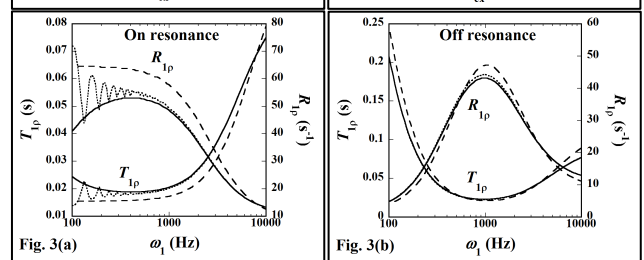 On resonance
0.08
0.07
0.06
0.05
0.04
0.03
0.02
0.01
T1ρ (s)
R1ρ
T1ρ
80
70
60
50
40
30
20
10
R1ρ (s-1)
100
1000
10000
Fig. 3(a)
ω1 (Hz)
Off resonance
0.25
0.2
0.15
0.1
0.05
0
T1ρ (s)
R1ρ
T1ρ
60
50
40
30
20
10
0
R1ρ (s-1)
100
1000
10000
Fig. 3(b)
ω1 (Hz)